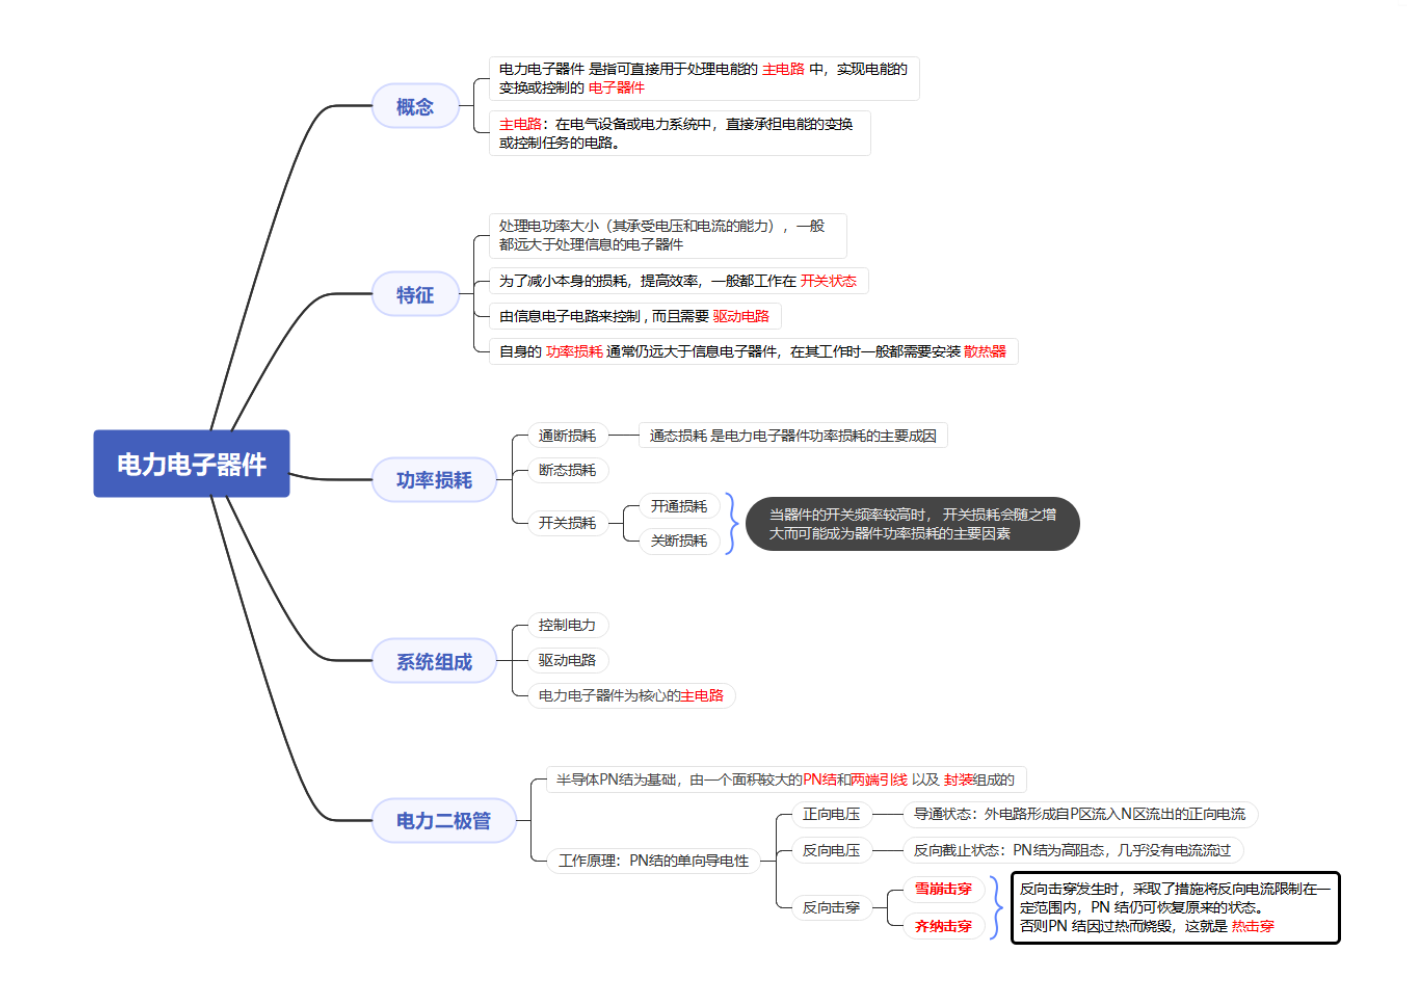 电力电子器件
概念
电力电子器件 是指可直接用于处理电能的 主电路 中，实现电能的
变换或控制的 电子器件
主电路：在电气设备或电力系统中，直接承担电能的变换
或控制任务的电路。
特征
处理电功率大小（其承受电压和电流的能力），一般
都远大于处理信息的电子器件
为了减小本身的损耗，提高效率，一般都工作在 开关状态
由信息电子电路来控制 , 而且需要 驱动电路
自身的 功率损耗 通常仍远大于信息电子器件，在其工作时一般都需要安装 散热器
功率损耗
通断损耗
通态损耗 是电力电子器件功率损耗的主要成因
断态损耗
开关损耗
开通损耗
关断损耗
当器件的开关频率较高时， 开关损耗会随之增
大而可能成为器件功率损耗的主要因素
系统组成
控制电力
驱动电路
电力电子器件为核心的主电路
电力二极管
半导体PN结为基础，由一个面积较大的PN结和两端引线 以及 封装组成的
工作原理：PN结的单向导电性
正向电压
导通状态：外电路形成自P区流入N区流出的正向电流
反向电压
反向截止状态：PN结为高阻态，几乎没有电流流过
反向击穿
雪崩击穿
齐纳击穿
反向击穿发生时，采取了措施将反向电流限制在一
定范围内，PN 结仍可恢复原来的状态。
否则PN 结因过热而烧毁，这就是 热击穿